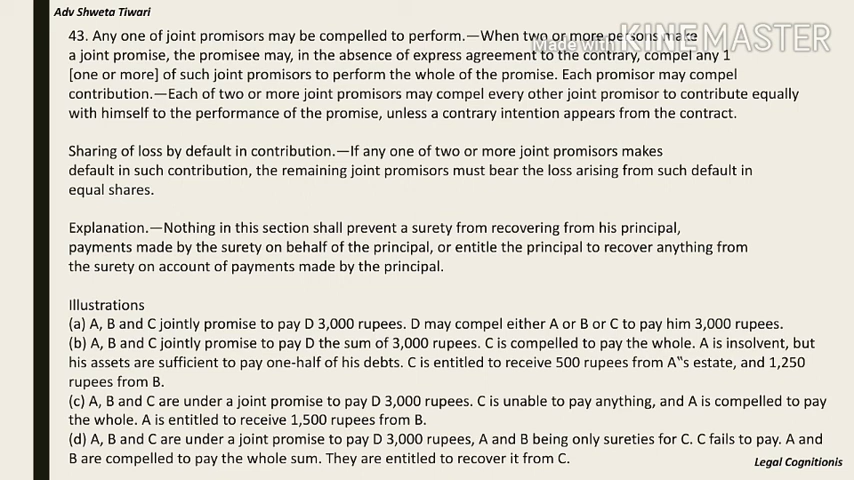 Adv Shweta Tiwari
43. Any one of joint promisors may be compelled to perform.—When two or more persons make
Made with KINEMASTER
a joint promise, the promisee may, in the absence of express agreement to the contrary, compel any 1
[one or more] of such joint promisors to perform the whole of the promise. Each promisor may compel
contribution.—Each of two or more joint promisors may compel every other joint promisor to contribute equally
with himself to the performance of the promise, unless a contrary intention appears from the contract.
Sharing of loss by default in contribution.—If any one of two or more joint promisors makes
default in such contribution, the remaining joint promisors must bear the loss arising from such default in
equal shares.
Explanation.—Nothing in this section shall prevent a surety from recovering from his principal,
payments made by the surety on behalf of the principal, or entitle the principal to recover anything from
the surety on account of payments made by the principal.
Illustrations
(a) A, B and C jointly promise to pay D 3,000 rupees. D may compel either A or B or C to pay him 3,000 rupees.
(b) A, B and C jointly promise to pay D the sum of 3,000 rupees. C is compelled to pay the whole. A is insolvent, but
his assets are sufficient to pay one-half of his debts. C is entitled to receive 500 rupees from A‟s estate, and 1,250
rupees from B.
(c) A, B and C are under a joint promise to pay D 3,000 rupees. C is unable to pay anything, and A is compelled to pay
the whole. A is entitled to receive 1,500 rupees from B.
(d) A, B and C are under a joint promise to pay D 3,000 rupees, A and B being only sureties for C. C fails to pay. A and
B are compelled to pay the whole sum. They are entitled to recover it from C.
Legal Cognitionis